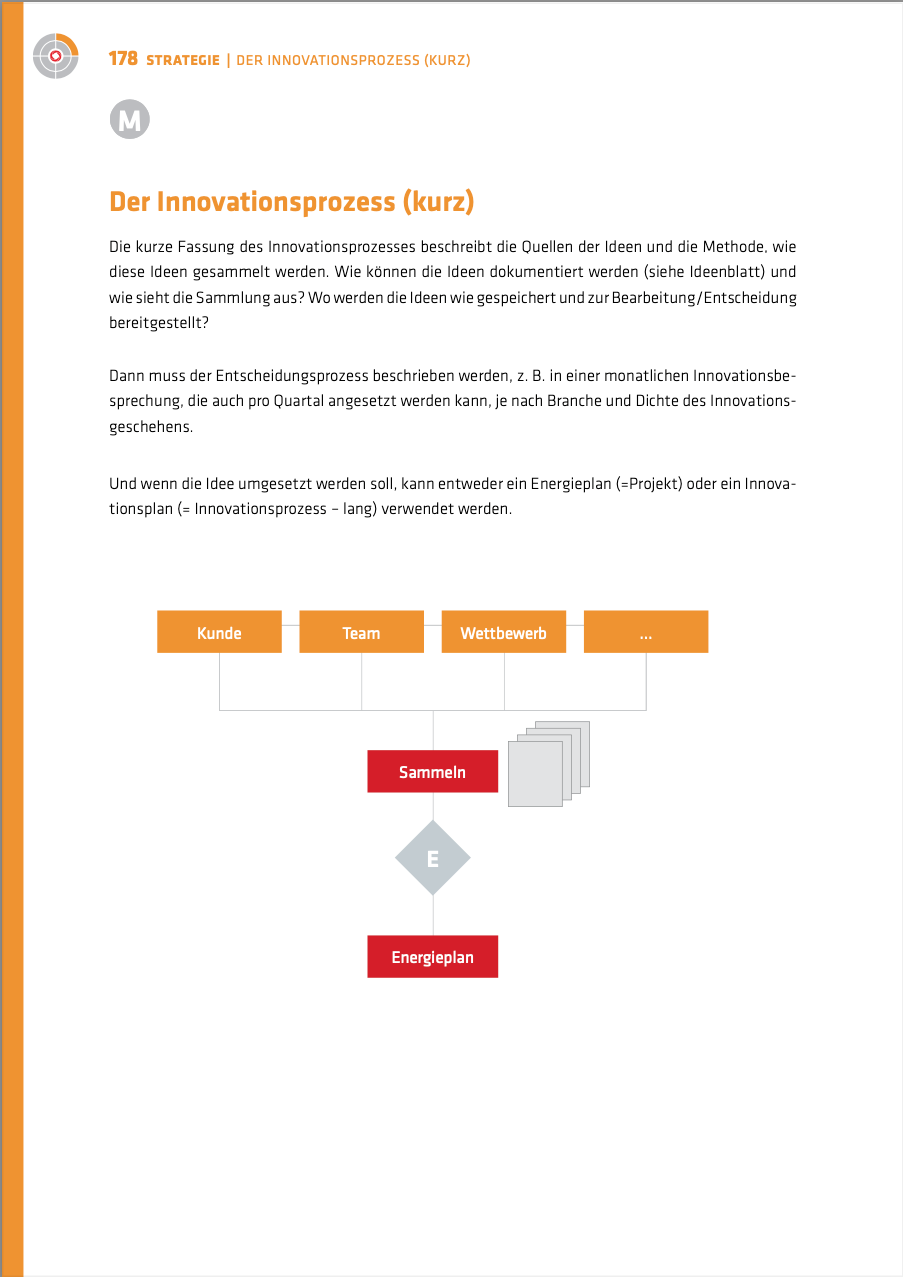 178 STRATEGIE | DER INNOVATIONSPROZESS (KURZ)
M
Der Innovationsprozess (kurz)
Die kurze Fassung des Innovationsprozesses beschreibt die Quellen der Ideen und die Methode, wie
diese Ideen gesammelt werden. Wie können die Ideen dokumentiert werden (siehe Ideenblatt) und
wie sieht die Sammlung aus? Wo werden die Ideen wie gespeichert und zur Bearbeitung/Entscheidung
bereitgestellt?
Dann muss der Entscheidungsprozess beschrieben werden, z. B. in einer monatlichen Innovationsbe-
sprechung, die auch pro Quartal angesetzt werden kann, je nach Branche und Dichte des Innovations-
geschehens.
Und wenn die Idee umgesetzt werden soll, kann entweder ein Energieplan (=Projekt) oder ein Innova-
tionsplan (= Innovationsprozess – lang) verwendet werden.
Kunde Team Wettbewerb ...
Sammeln
E
Energieplan